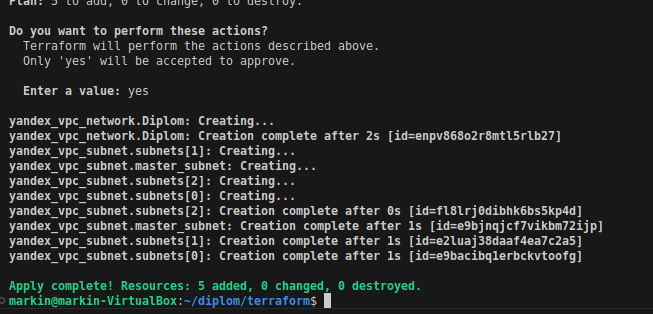 Plan: 5 to add, 0 to change, 0 to destroy.
Do you want to perform these actions?
Terraform will perform the actions described above.
Only 'yes' will be accepted to approve.
Enter a value: yes
yandex_vpc_network.Diplom: Creating...
yandex_vpc_network.Diplom: Creation complete after 2s [id=enpv868o2r8mtl5rlb27]
yandex_vpc_subnet.subnets[1]: Creating...
yandex_vpc_subnet.master_subnet: Creating...
yandex_vpc_subnet.subnets[2]: Creating...
yandex_vpc_subnet.subnets[0]: Creating...
yandex_vpc_subnet.subnets[2]: Creation complete after 0s [id=fl8lrj0dibhk6bs5kp4d]
yandex_vpc_subnet.master_subnet: Creation complete after 1s [id=e9bjnqjcf7vikbm72ijp]
yandex_vpc_subnet.subnets[1]: Creation complete after 1s [id=e2luaj38daaf4ea7c2a5]
yandex_vpc_subnet.subnets[0]: Creation complete after 1s [id=e9bacibq1erbckvtoofg]
Apply complete! Resources: 5 added, 0 changed, 0 destroyed.
markin@markin-VirtualBox:~/diplom/terraform$